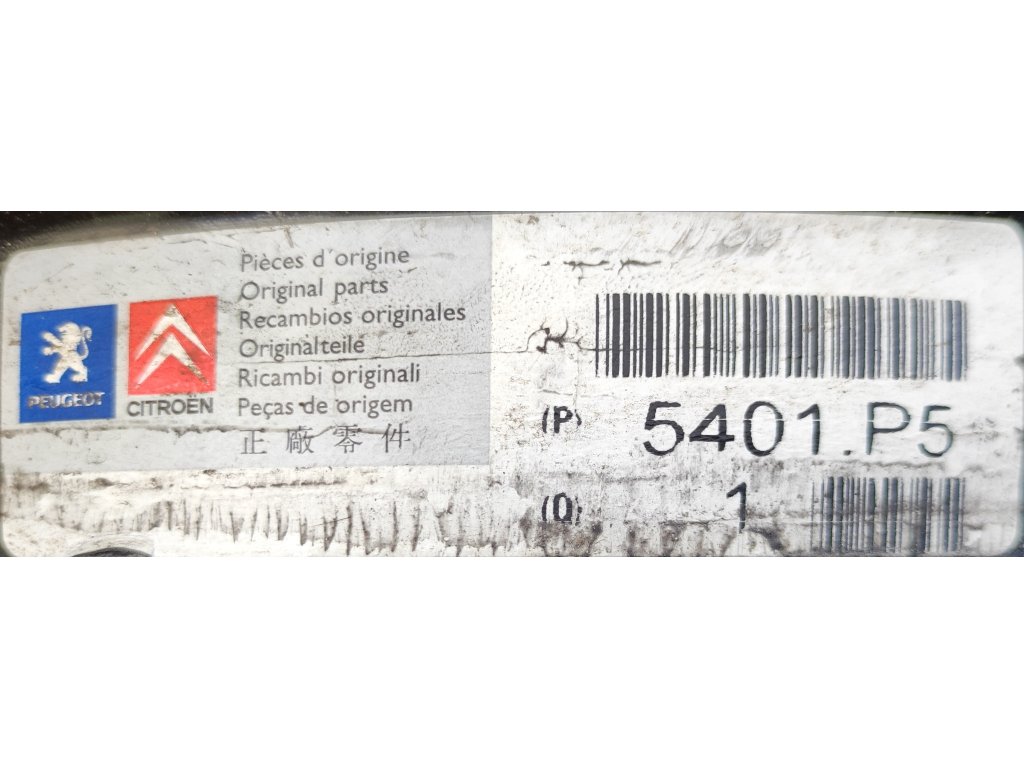 PEUGEOT
CITROËN
Pièces d'origine
Original parts
Recambios originales
Originalteile
Ricambi originali
Peças de origem
正廠零件
(P) 5401.P5
(Q) 1